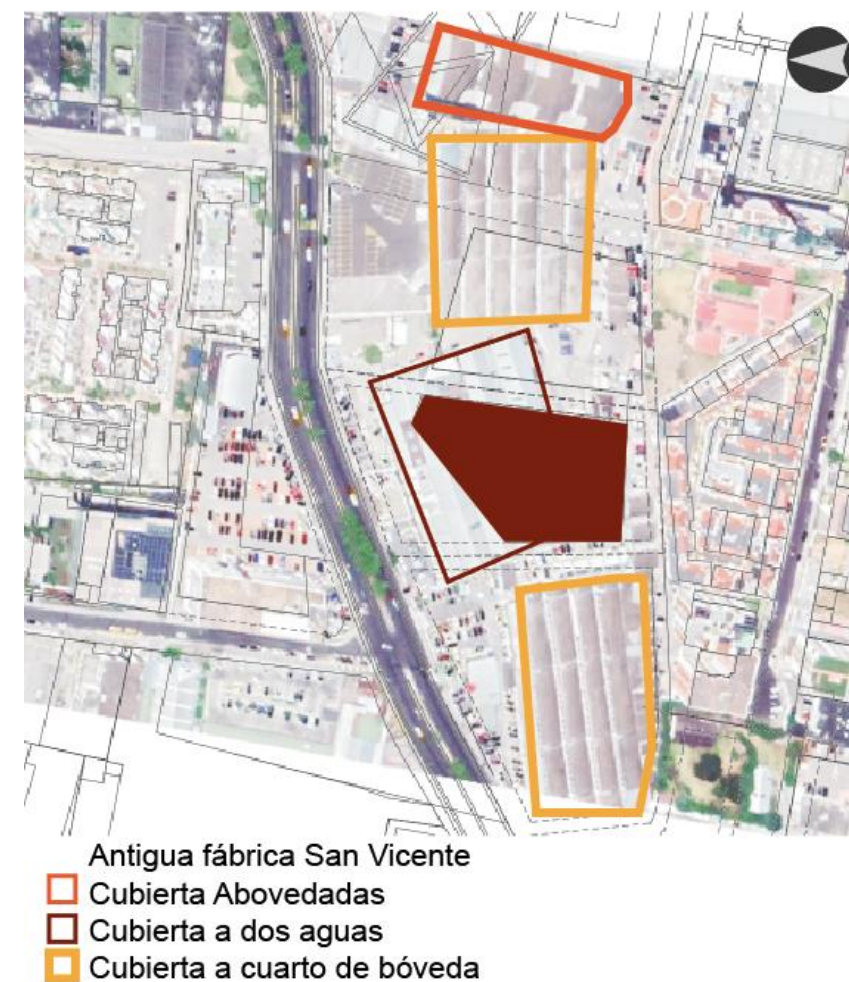 Antigua fábrica San Vicente
Cubierta Abovedadas
Cubierta a dos aguas
Cubierta a cuarto de bóveda